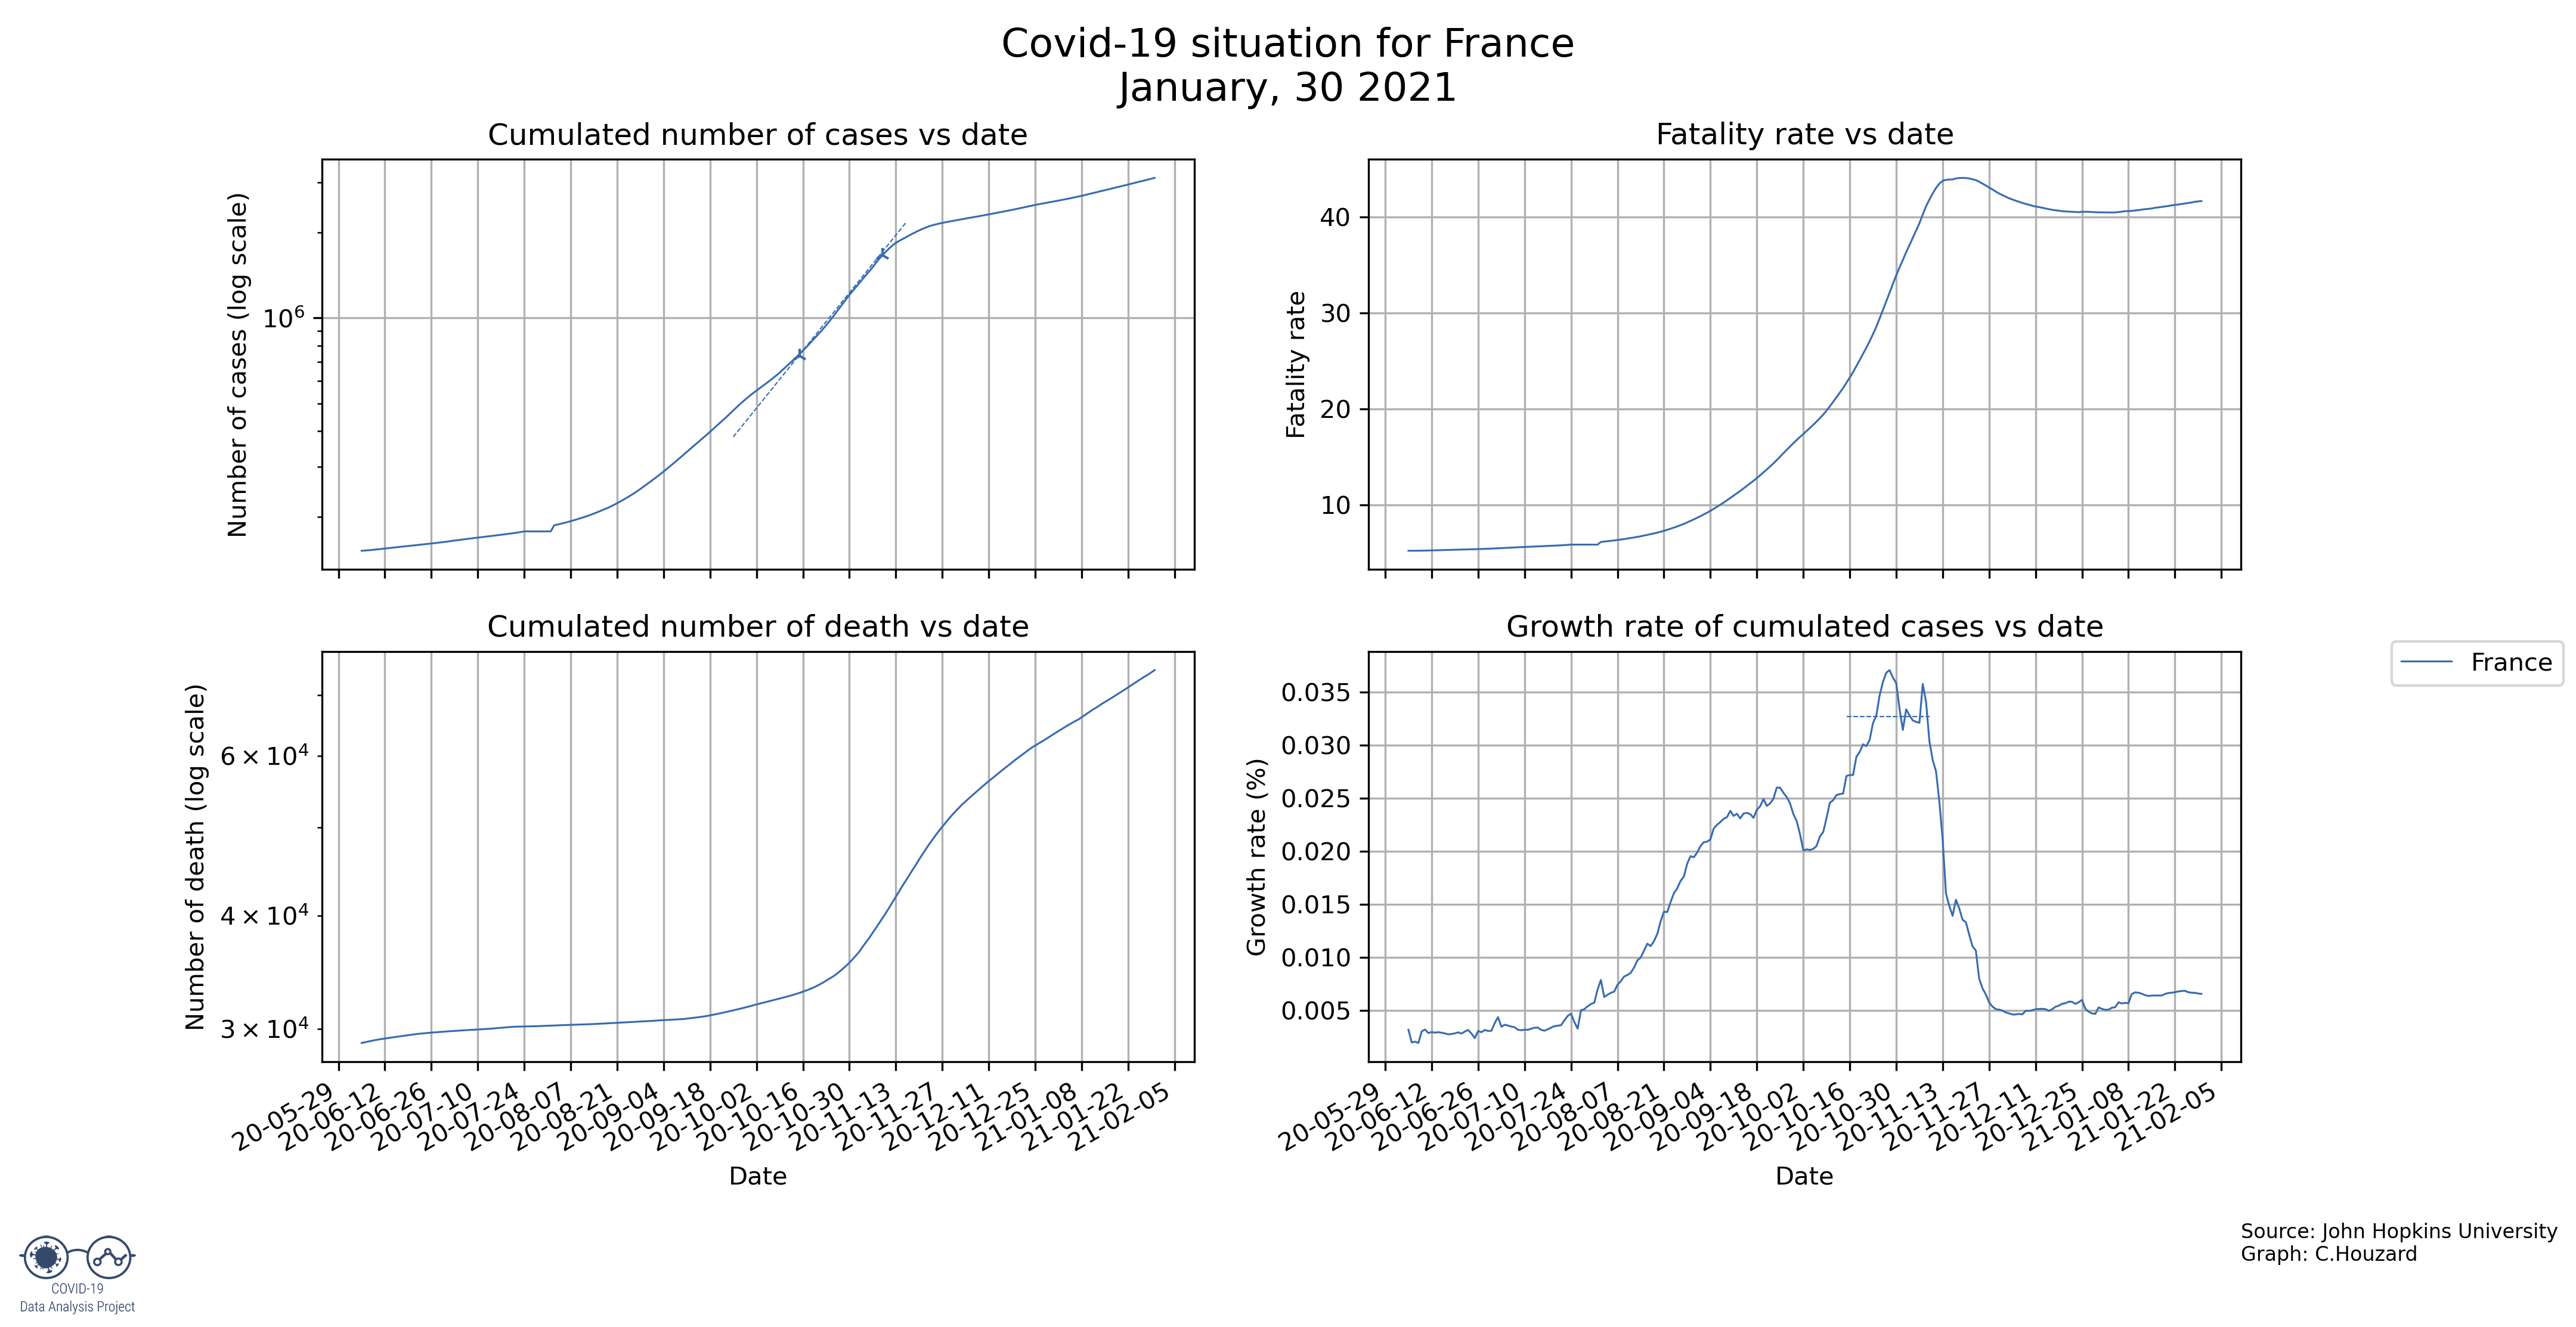 Covid-19 situation for France
January, 30 2021
Cumulated number of cases vs date
Number of cases (log scale)
10⁶
Fatality rate vs date
Fatality rate
40
30
20
10
Cumulated number of death vs date
Number of death (log scale)
6 × 10⁴
4 × 10⁴
3 × 10⁴
20-05-29
20-06-12
20-06-26
20-07-10
20-07-24
20-08-07
20-08-21
20-09-04
20-09-18
20-10-02
20-10-16
20-10-30
20-11-13
20-11-27
20-12-11
20-12-25
21-01-08
21-01-22
21-02-05
Date
Growth rate of cumulated cases vs date
Growth rate (%)
0.035
0.030
0.025
0.020
0.015
0.010
0.005
20-05-29
20-06-12
20-06-26
20-07-10
20-07-24
20-08-07
20-08-21
20-09-04
20-09-18
20-10-02
20-10-16
20-10-30
20-11-13
20-11-27
20-12-11
20-12-25
21-01-08
21-01-22
21-02-05
Date
France
COVID-19
Data Analysis Project
Source: John Hopkins University
Graph: C.Houzard